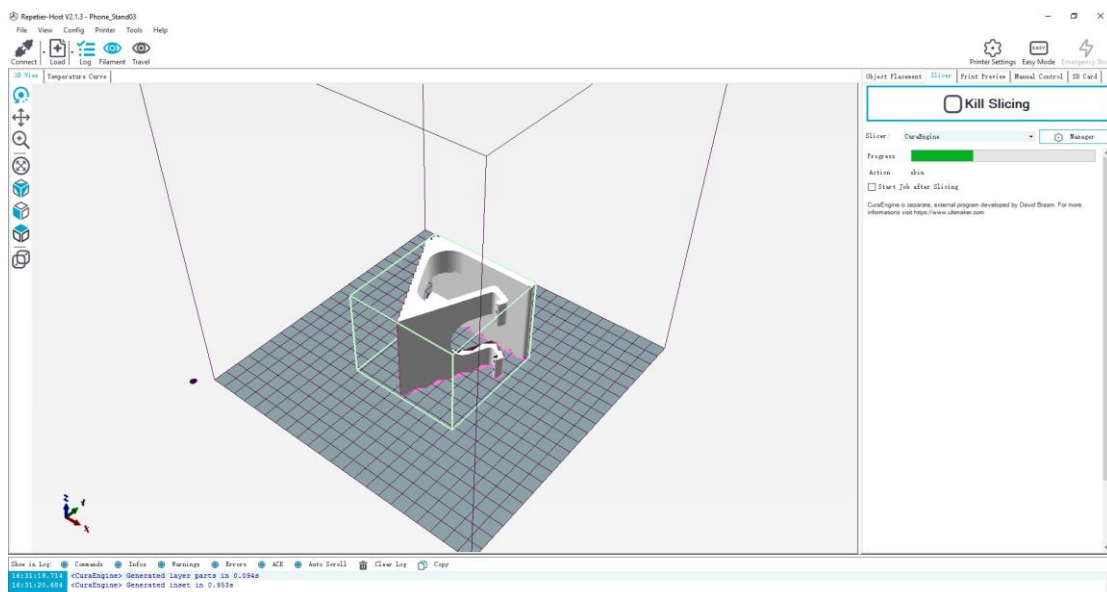 Repetier-Host V2.1.3 - Phone_Stand03
File View Config Printer Tools Help
Connect Load Log Filament Travel Printer Settings Easy Mode Emergency Sto
EASY
3D View Temperature Curve Object Placement Slicer Print Preview Manual Control SD Card
Kill Slicing
Slicer: CuraEngine Manager
Progress
Action skin
Start Job after Slicing
CuraEngine is separate, external program developed by David Braam. For more
informations visit https://www.ultimaker.com
Z Y X
Show in Log: Commands Infos Warnings Errors ACK Auto Scroll Clear Log Copy
16:31:19.714 <CuraEngine> Generated layer parts in 0.094s
16:31:20.684 <CuraEngine> Generated inset in 0.953s